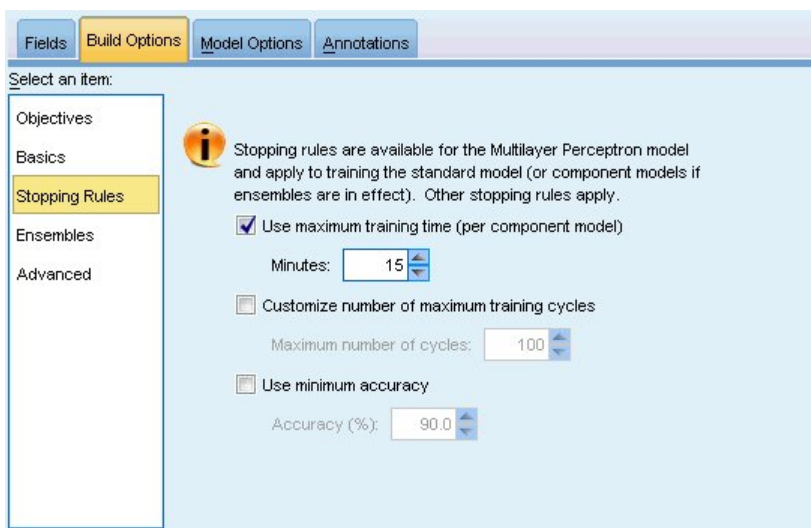 Fields Build Options Model Options Annotations
Select an item:
Objectives
Basics
Stopping Rules
Ensembles
Advanced
Stopping rules are available for the Multilayer Perceptron model
and apply to training the standard model (or component models if
ensembles are in effect). Other stopping rules apply.
Use maximum training time (per component model)
Minutes: 15
Customize number of maximum training cycles
Maximum number of cycles: 100
Use minimum accuracy
Accuracy (%): 90.0